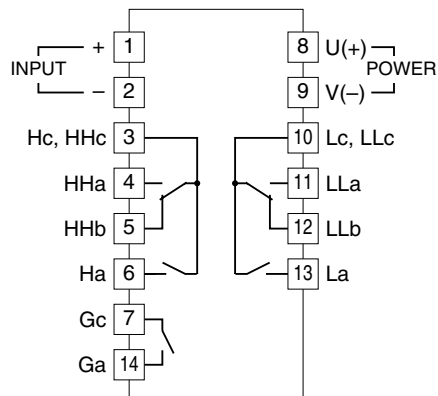 + 1 8 U(+)
INPUT POWER
− 2 9 V(−)
Hc, HHc 3 10 Lc, LLc
HHa 4 11 LLa
HHb 5 12 LLb
Ha 6 13 La
Gc 7
Ga 14